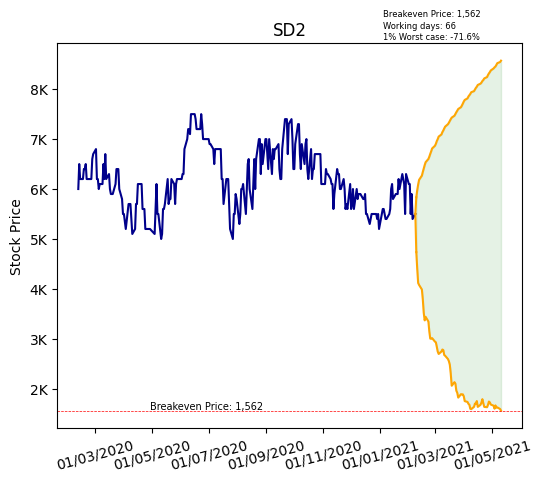 Breakeven Price: 1,562
Working days: 66
1% Worst case: -71.6%
SD2
Stock Price
8K
7K
6K
5K
4K
3K
2K
Breakeven Price: 1,562
01/03/2020
01/05/2020
01/07/2020
01/09/2020
01/11/2020
01/01/2021
01/03/2021
01/05/2021